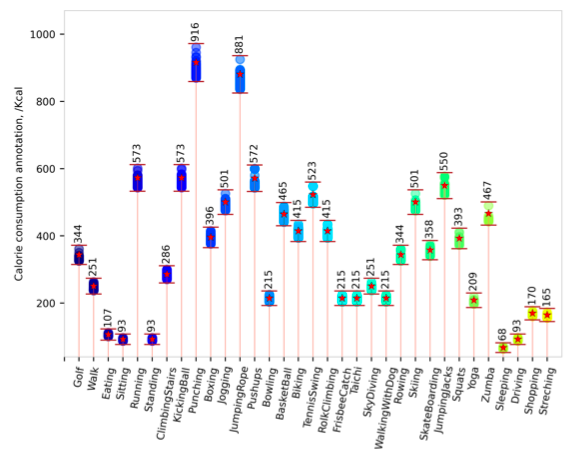 Calorie consumption annotation, /Kcal
1000
800
600
400
200
344
251
107
93
573
93
286
573
916
396
501
881
572
215
465
415
523
415
215
215
251
215
344
501
358
550
393
209
467
68
93
170
165
Golf
Walk
Eating
Sitting
Running
Standing
ClimbingStairs
KickingBall
Punching
Boxing
Jogging
JumpingRope
Pushups
Bowling
BasketBall
Biking
TennisSwing
RolkClimbing
FrisbeeCatch
Taichi
SkyDiving
WalkingWithDog
Rowing
Skiing
SkateBoarding
JumpingJacks
Squats
Yoga
Zumba
Sleeping
Driving
Shopping
Streching